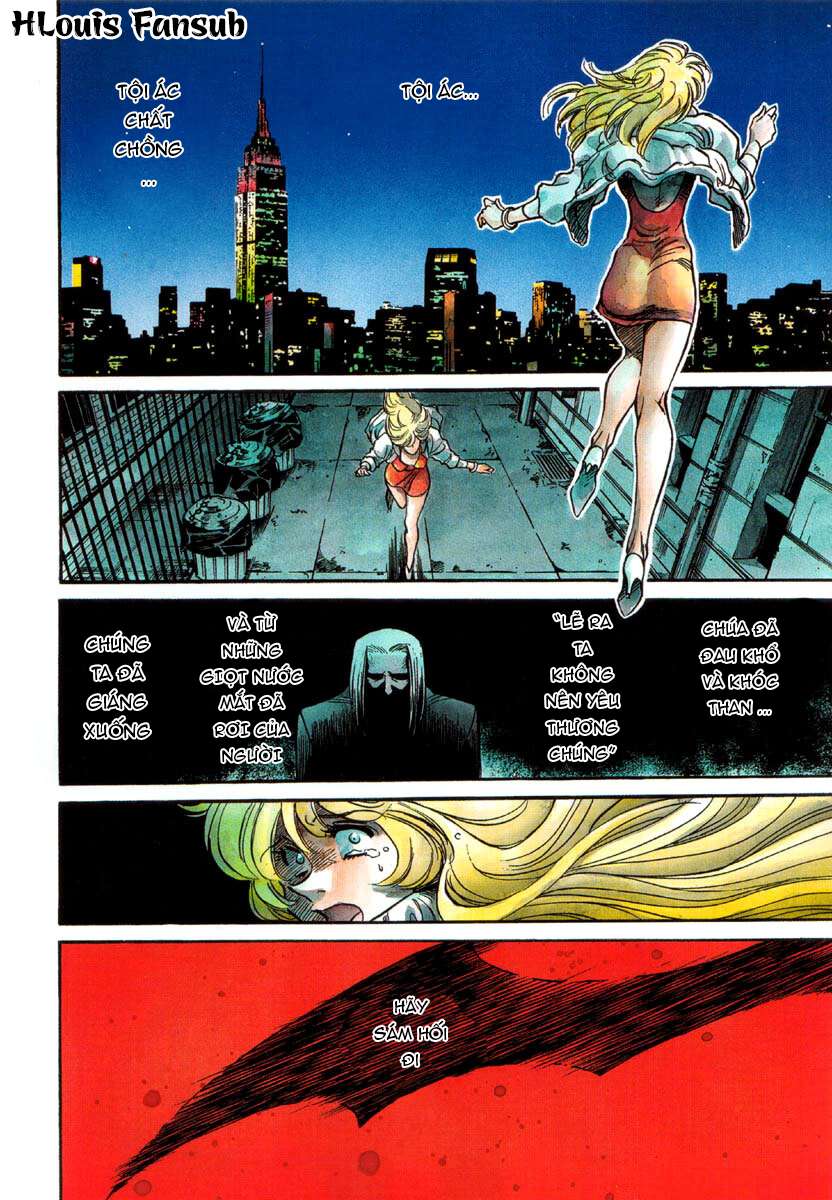 HLouis Fansub
TỘI ÁC...
TỘI ÁC
CHẤT
CHỒNG
...
CHÚA ĐÃ
ĐAU KHỔ
VÀ KHÓC
THAN ...
“LẼ RA
TA
KHÔNG
NÊN YÊU
THƯƠNG
CHÚNG”
VÀ TỪ
NHỮNG
GIỌT NƯỚC
MẮT ĐÃ
RƠI CỦA
NGƯỜI
CHÚNG
TA ĐÃ
GIÁNG
XUỐNG
HÃY
SÁM HỐI
ĐI